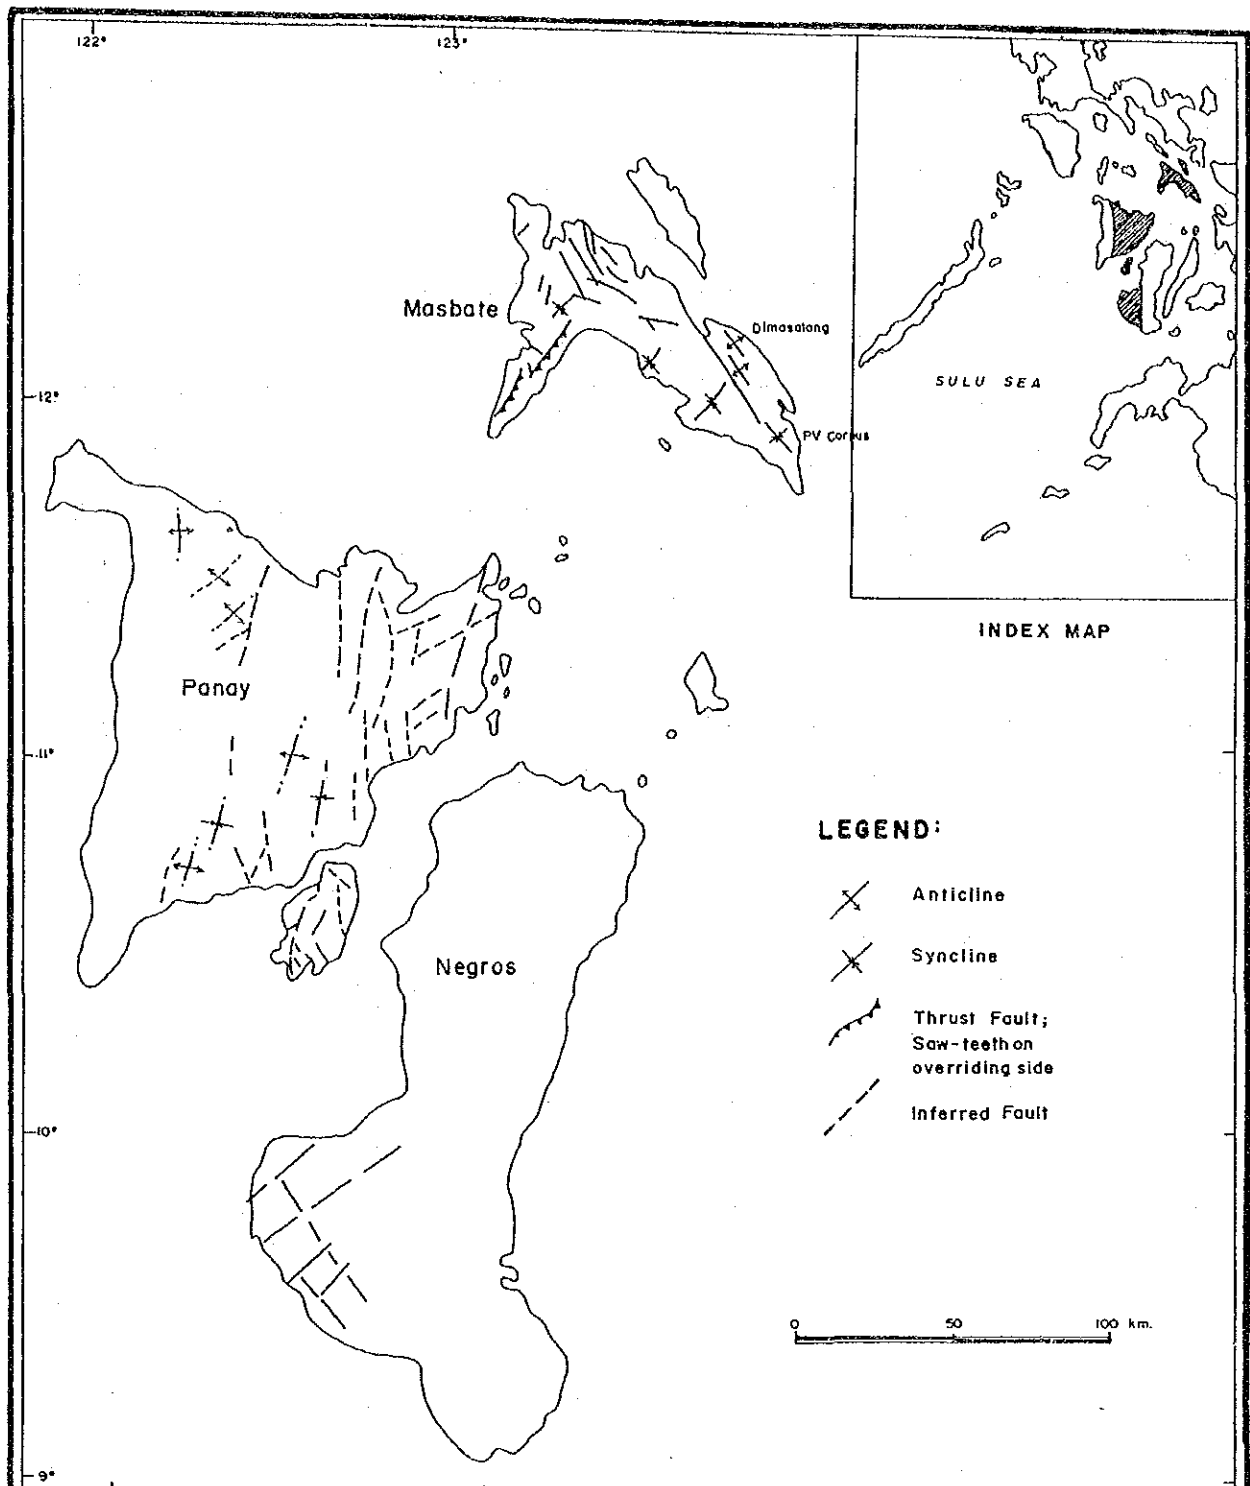 122°
123°
Masbate
Dimasalang
12°
PV Corpus
SULU SEA
INDEX MAP
Panay
11°
LEGEND:
Anticline
Negros
Syncline
Thrust Fault;
Saw-teeth on
overriding side
Inferred Fault
10°
0 50 100 km.
9°